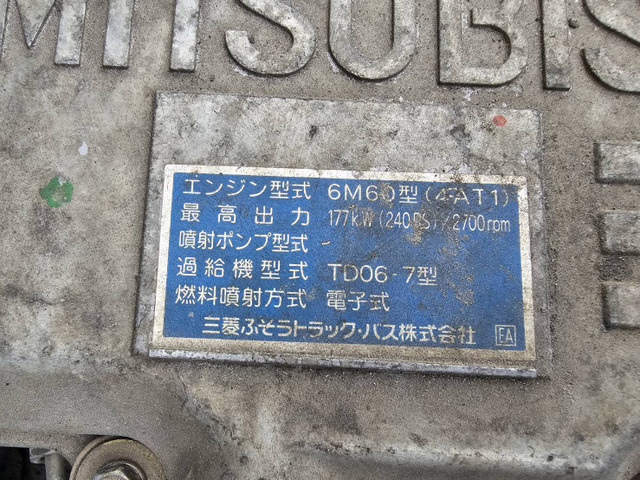 MITSUBIS
エンジン型式 6M60型(4-AT1)
最高出力 177kW(240PS)/2700rpm
噴射ポンプ型式 -
過給機型式 TD06-7型
燃料噴射方式 電子式
三菱ふそうトラック・バス株式会社 EA